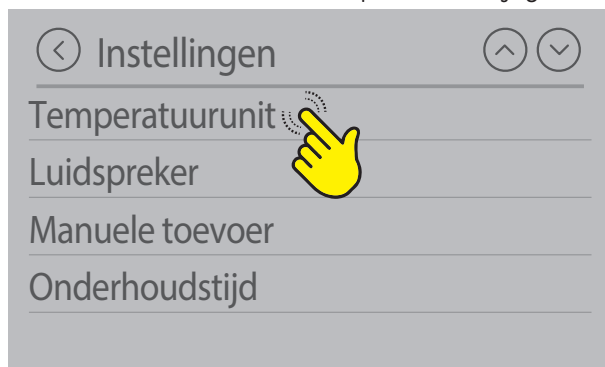 Instellingen
Temperatuurunit
Luidspreker
Manuele toevoer
Onderhoudstijd